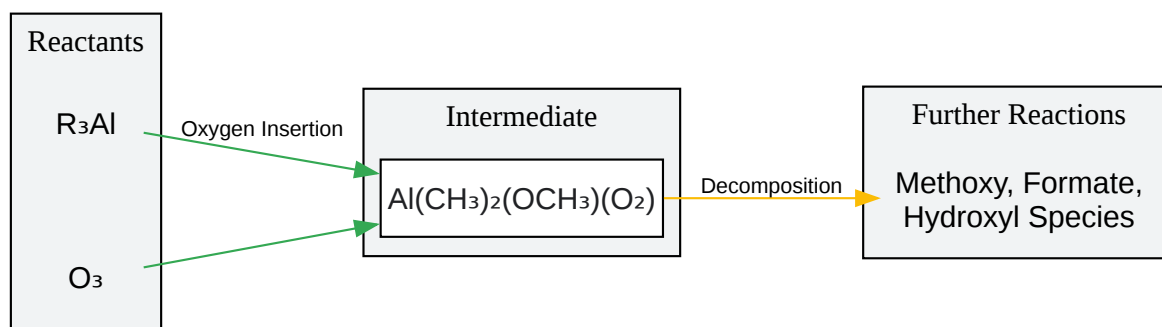 Reactants
R₃Al
O₃
Oxygen Insertion
Intermediate
Al(CH₃)₂(OCH₃)(O₂)
Decomposition
Further Reactions
Methoxy, Formate,
Hydroxyl Species